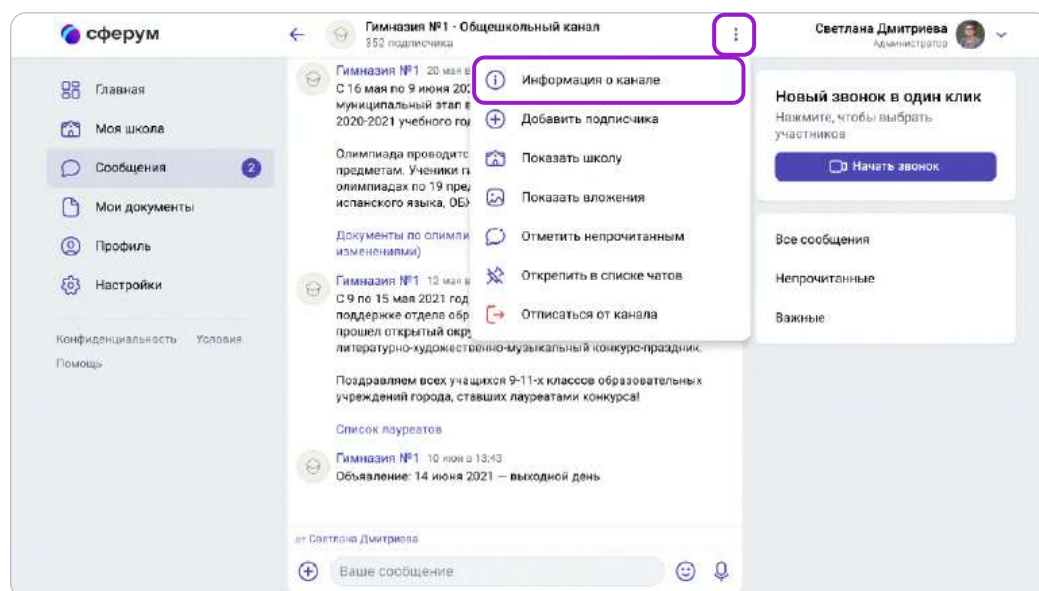 сферум
Гимназия №1 - Общешкольный канал
352 подписчика
Светлана Дмитриева
Администратор
Главная
Моя школа
Сообщения 2
Мои документы
Профиль
Настройки
Конфиденциальность Условия
Помощь
Гимназия №1 20 мая в
С 16 мая по 9 июня 202
муниципальный этап в
2020-2021 учебного го
Олимпиада проводитс
предметам. Ученики г
олимпиадах по 19 пред
испанского языка, ОБЖ
Документы по олимпи
изменениями)
Гимназия №1 12 мая в
С 9 по 15 мая 2021 год
поддержке отдела обр
прошел открытый окру
литературно-художественно-музыкальный конкурс-праздник.
Поздравляем всех учащихся 9-11-х классов образовательных
учреждений города, ставших лауреатами конкурса!
Список лауреатов
Гимназия №1 10 июн в 13:43
Объявление: 14 июня 2021 — выходной день
от Светлана Дмитриева
Ваше сообщение
Информация о канале
Добавить подписчика
Показать школу
Показать вложения
Отметить непрочитанным
Открепить в списке чатов
Отписаться от канала
Новый звонок в один клик
Нажмите, чтобы выбрать
участников
Начать звонок
Все сообщения
Непрочитанные
Важные